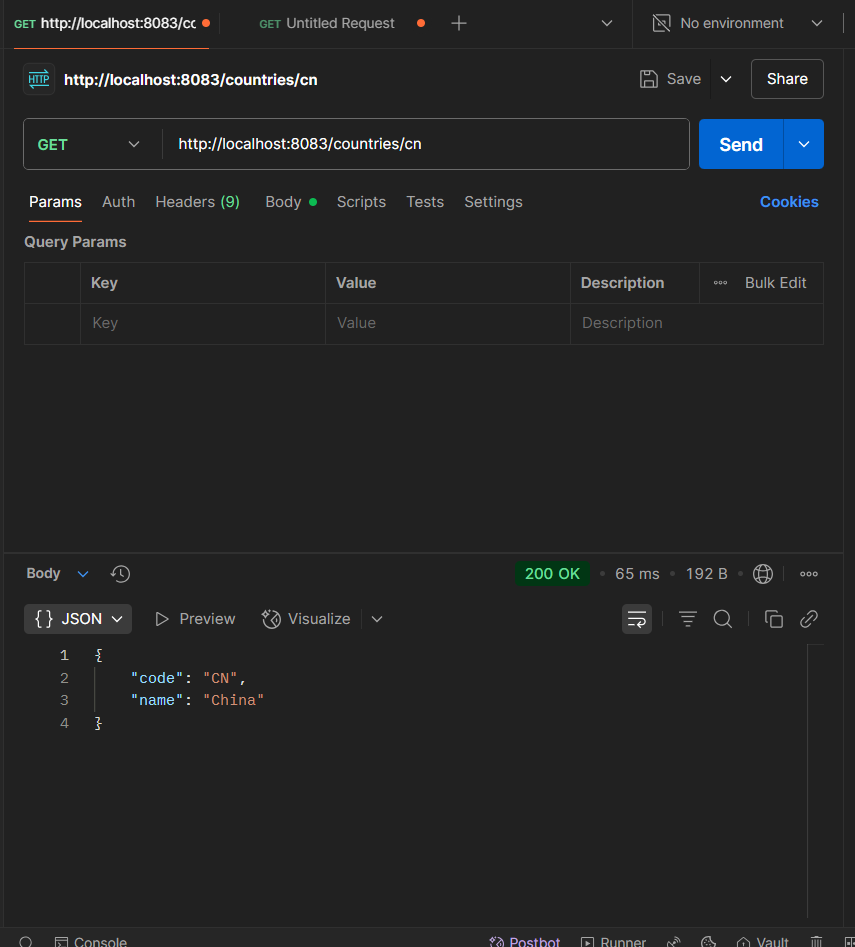 GET http://localhost:8083/cc GET Untitled Request No environment
HTTP http://localhost:8083/countries/cn Save Share
GET http://localhost:8083/countries/cn Send
Params Auth Headers (9) Body Scripts Tests Settings Cookies
Query Params
Key Value Description Bulk Edit
Key Value Description
Body 200 OK 65 ms 192 B
{} JSON Preview Visualize
1 {
2 "code": "CN",
3 "name": "China"
4 }
Console Postbot Runner Vault